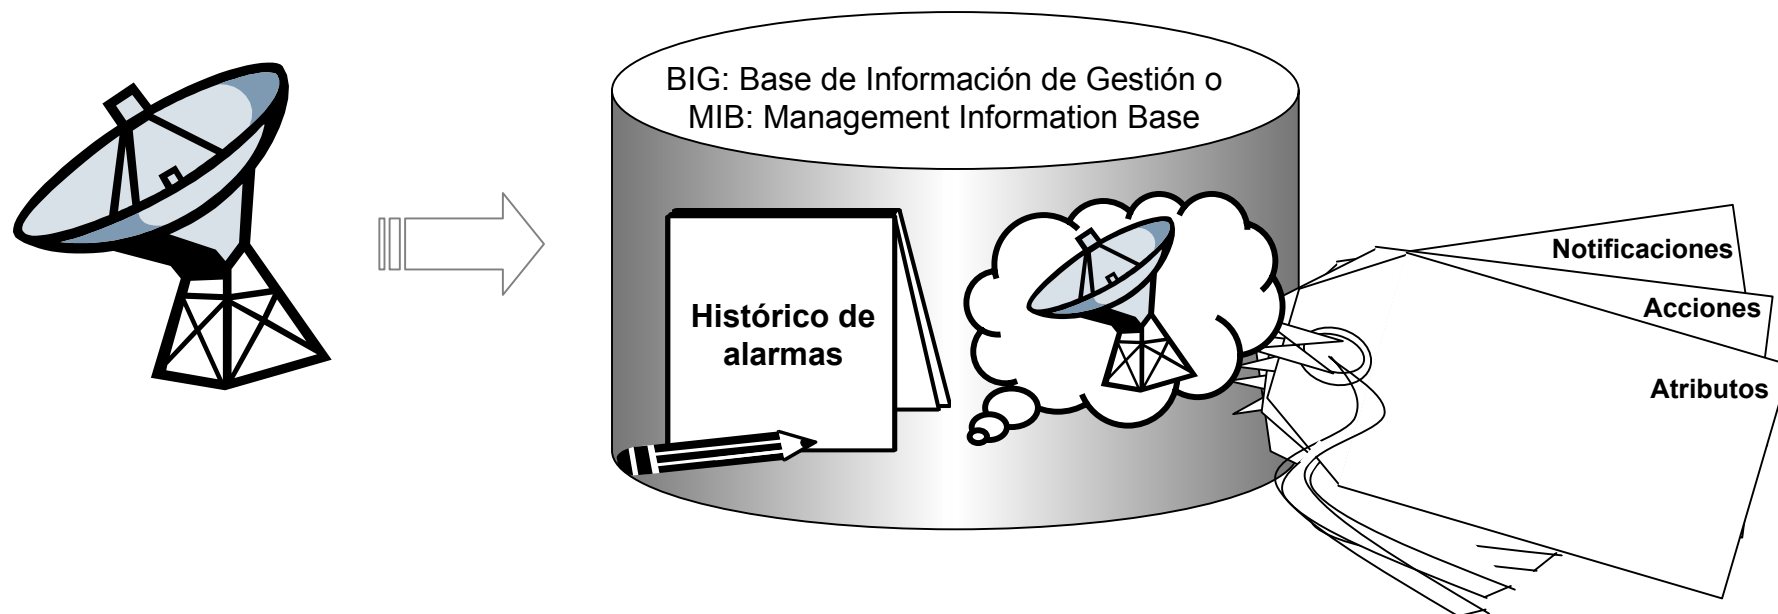 BIG: Base de Información de Gestión o
MIB: Management Information Base
Histórico de
alarmas
Notificaciones
Acciones
Atributos